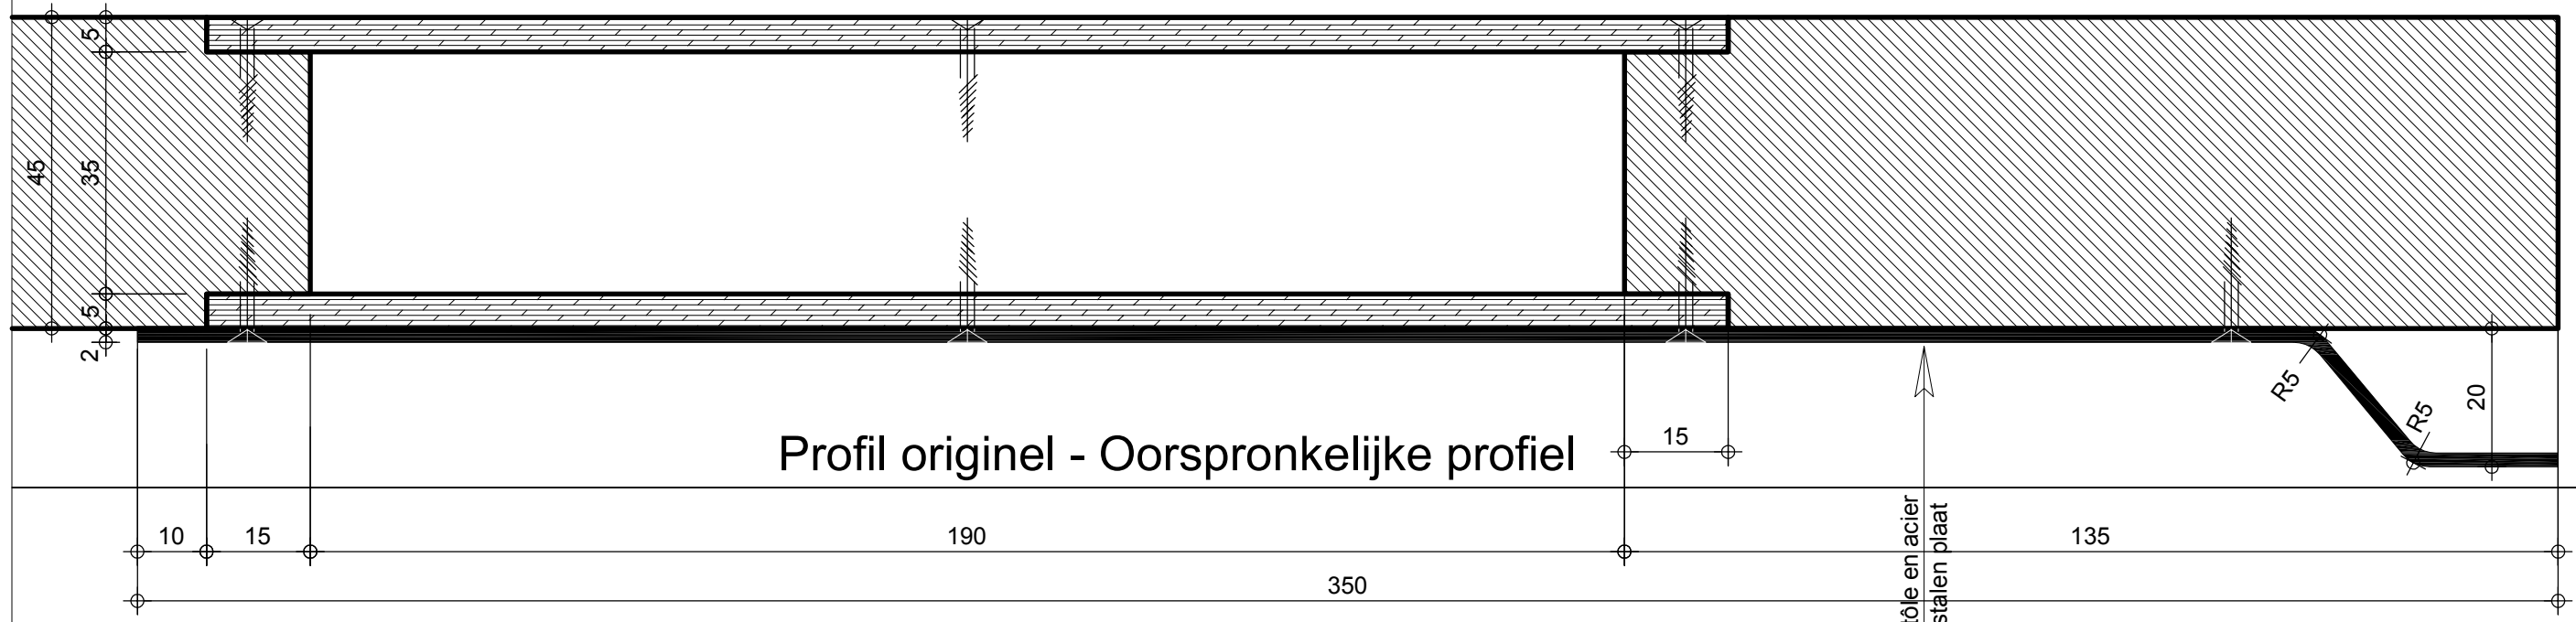 5
45
35
5
2
R5
R5
20
Profil originel - Oorspronkelijke profiel
15
10
15
190
135
350
tôle en acier
stalen plaat